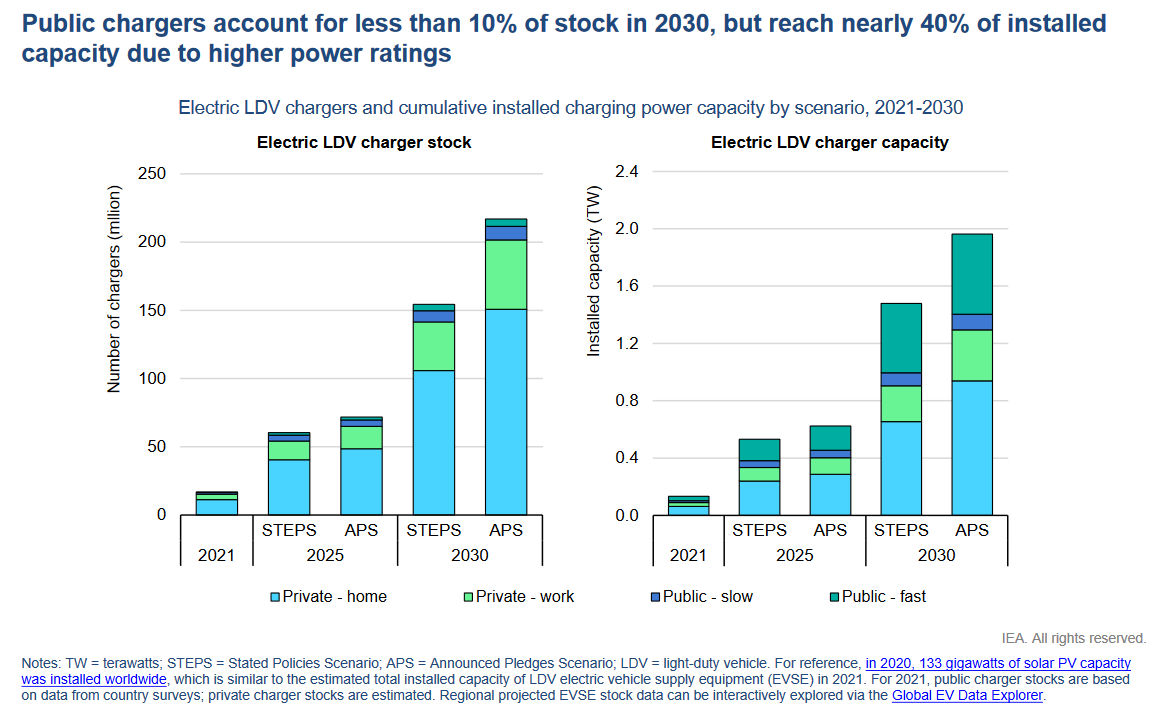 Public chargers account for less than 10% of stock in 2030, but reach nearly 40% of installed
capacity due to higher power ratings
Electric LDV chargers and cumulative installed charging power capacity by scenario, 2021-2030
Electric LDV charger stock
Number of chargers (mllion)
250
200
150
100
50
0
STEPS APS STEPS APS
2021 2025 2030
Electric LDV charger capacity
Installed capacity (TW)
2.4
2.0
1.6
1.2
0.8
0.4
0.0
STEPS APS STEPS APS
2021 2025 2030
Private - home Private - work Public - slow Public - fast
IEA. All rights reserved.
Notes: TW = terawatts; STEPS = Stated Policies Scenario; APS = Announced Pledges Scenario; LDV = light-duty vehicle. For reference, in 2020, 133 gigawatts of solar PV capacity
was installed worldwide, which is similar to the estimated total installed capacity of LDV electric vehicle supply equipment (EVSE) in 2021. For 2021, public charger stocks are based
on data from country surveys; private charger stocks are estimated. Regional projected EVSE stock data can be interactively explored via the Global EV Data Explorer.